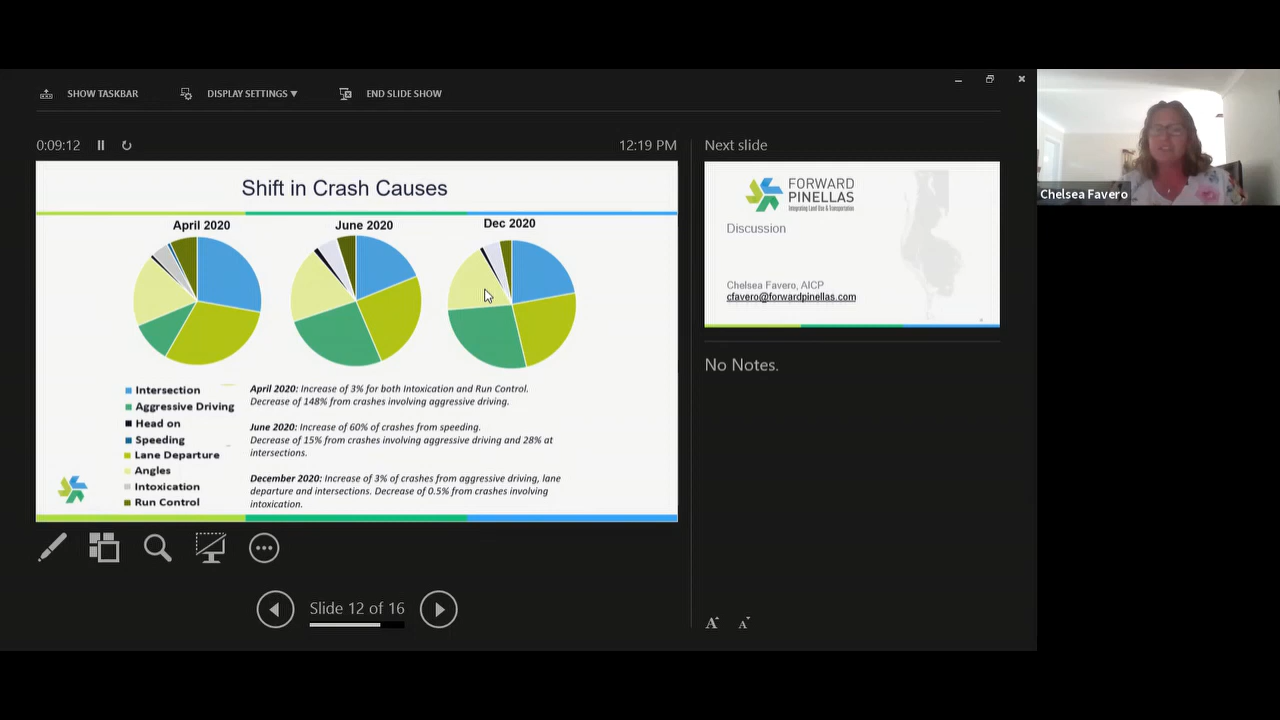 SHOW TASKBAR
DISPLAY SETTINGS
END SLIDE SHOW
0:09:12
12:19 PM
Shift in Crash Causes
April 2020
June 2020
Dec 2020
Intersection
Aggressive Driving
Head on
Speeding
Lane Departure
Angles
Intoxication
Run Control
April 2020: Increase of 3% for both Intoxication and Run Control.
Decrease of 148% from crashes involving aggressive driving.
June 2020: Increase of 60% of crashes from speeding.
Decrease of 15% from crashes involving aggressive driving and 28% at
intersections.
December 2020: Increase of 3% of crashes from aggressive driving, lane
departure and intersections. Decrease of 0.5% from crashes involving
intoxication.
Slide 12 of 16
Next slide
FORWARD
PINELLAS
Integrating Land Use & Transportation
Discussion
Chelsea Favero, AICP
cfavero@forwardpinellas.com
No Notes.
A A
Chelsea Favero